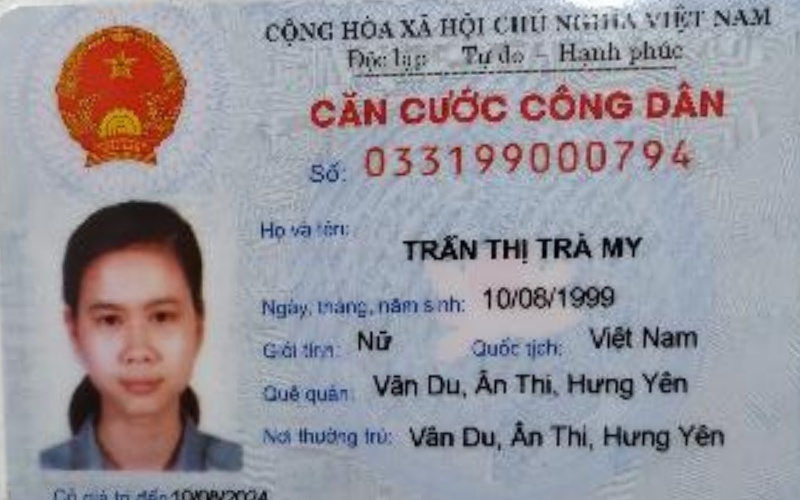 CỘNG HÒA XÃ HỘI CHỦ NGHĨA VIỆT NAM
Độc lập - Tự do - Hạnh phúc
CĂN CƯỚC CÔNG DÂN
Số: 033199000794
Họ và tên:
TRẦN THỊ TRÀ MY
Ngày, tháng, năm sinh: 10/08/1999
Giới tính: Nữ Quốc tịch: Việt Nam
Quê quán: Vân Du, Ân Thi, Hưng Yên
Nơi thường trú: Vân Du, Ân Thi, Hưng Yên
Có giá trị đến: 10/08/2024